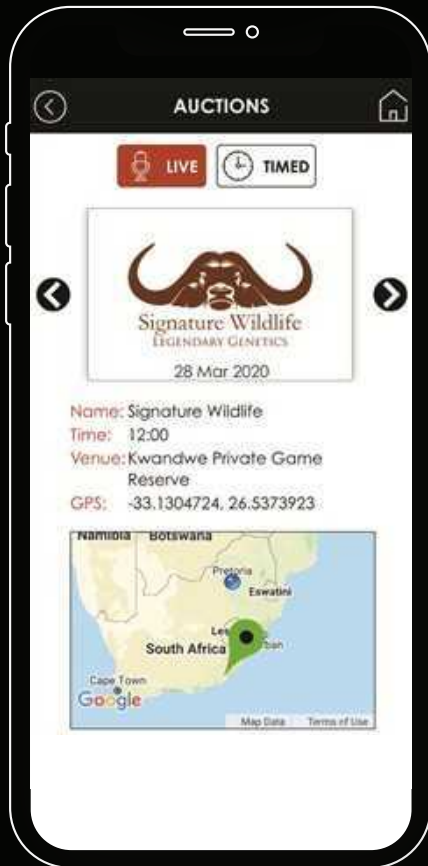 AUCTIONS
LIVE
TIMED
Signature Wildlife
LEGENDARY GENETICS
28 Mar 2020
Name: Signature Wildlife
Time: 12:00
Venue: Kwandwe Private Game
Reserve
GPS: -33.1304724, 26.5373923
Namibia Botswana
Pretoria
Eswatini
Les
ban
South Africa
Cape Town
Google
Map Data Terms of Use